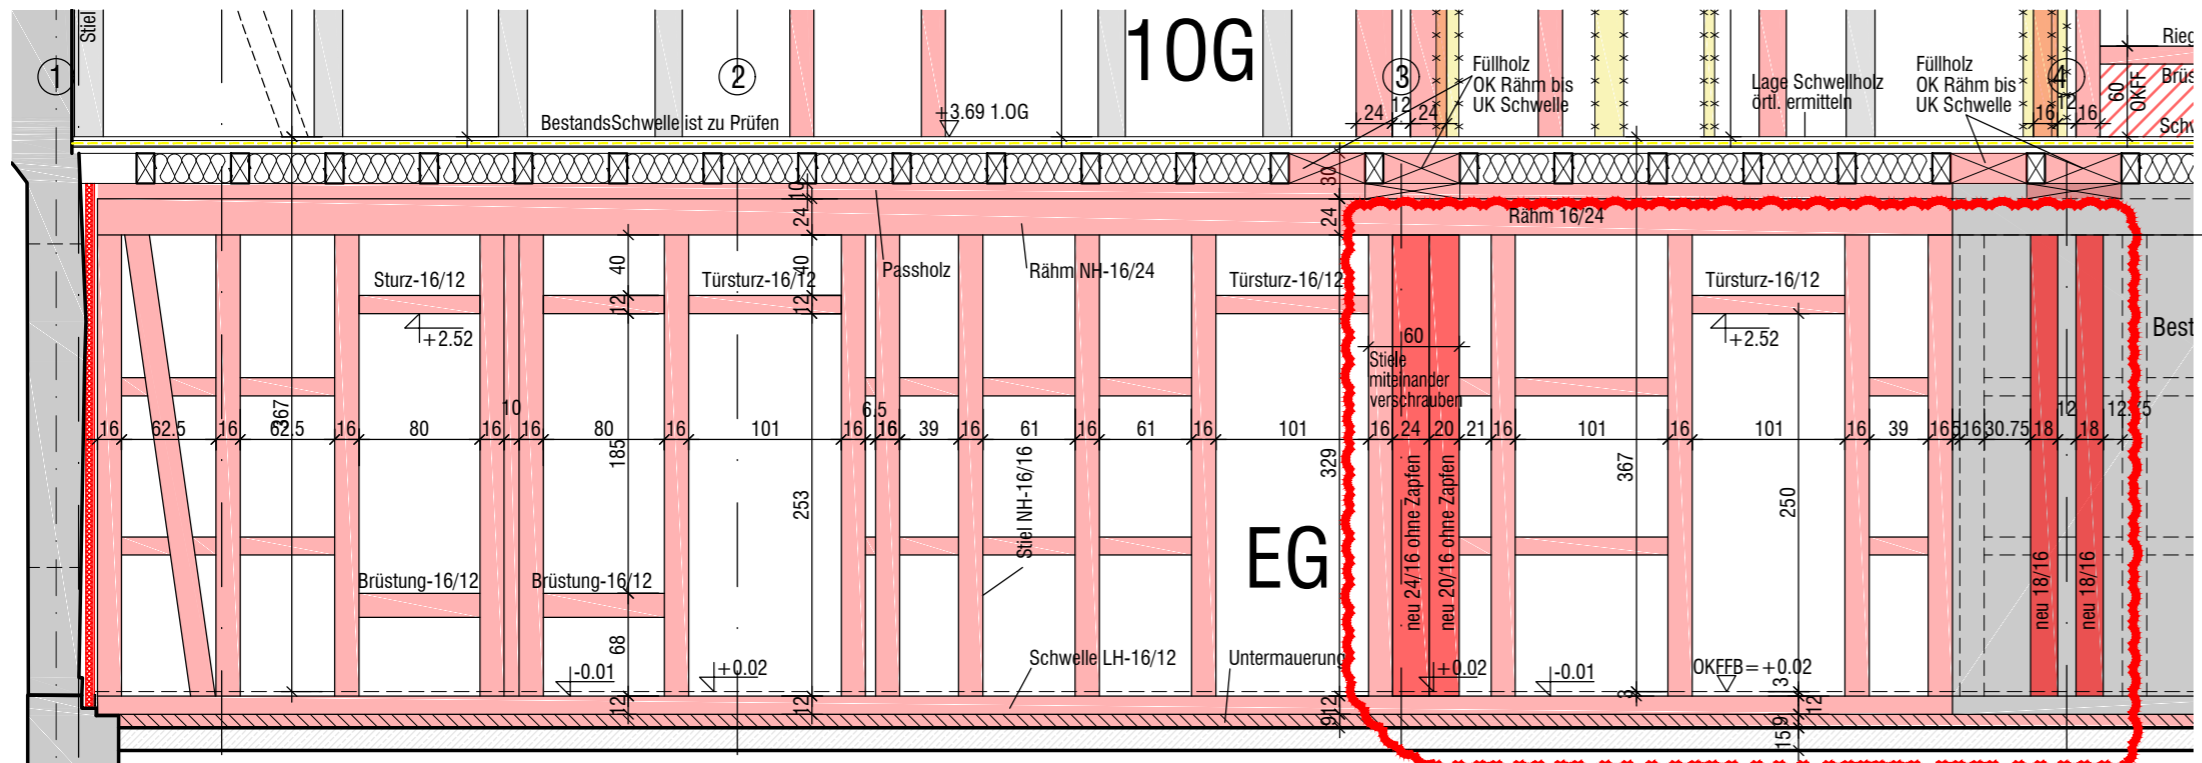 Stiel
1
2
1OG
3
4
Füllholz
OK Rähm bis
UK Schwelle
Lage Schwellholz
örtl. ermitteln
Füllholz
OK Rähm bis
UK Schwelle
60
OKFF
BestandsSchwelle ist zu Prüfen
+3.69 1.OG
24 12 24
16 12 16
10
24
30
24
Rähm 16/24
Passholz
Rähm NH-16/24
Sturz-16/12
Türsturz-16/12
Türsturz-16/12
Türsturz-16/12
40
12
40
12
+2.52
+2.52
60
Stiele
miteinander
verschrauben
Best
16 62.5 16 62.5 16 80 16 10 16 80 16 101 16 6.5 16 39 16 61 16 61 16 101 16 24 20 21 16 101 16 101 16 39 16 5 16 30.75 18 12 18 12.75
367
185
253
329
367
250
Stiel NH-16/16
neu 24/16 ohne Zapfen
neu 20/16 ohne Zapfen
neu 18/16
neu 18/16
EG
Brüstung-16/12
Brüstung-16/12
68
-0.01
+0.02
Schwelle LH-16/12
Untermauerung
+0.02
-0.01
OKFFB=+0.02
3
3
12
12
12
9
12
9
15